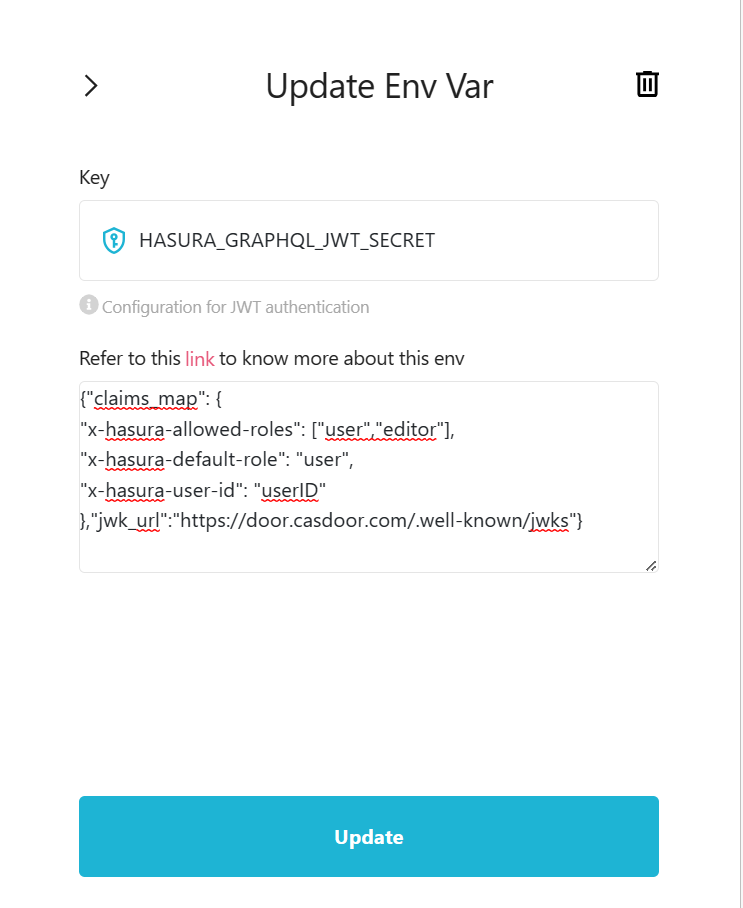 Update Env Var
Key
HASURA_GRAPHQL_JWT_SECRET
Configuration for JWT authentication
Refer to this link to know more about this env
{"claims_map": {
"x-hasura-allowed-roles": ["user","editor"],
"x-hasura-default-role": "user",
"x-hasura-user-id": "userID"
},"jwk_url":"https://door.casdoor.com/.well-known/jwks"}
Update